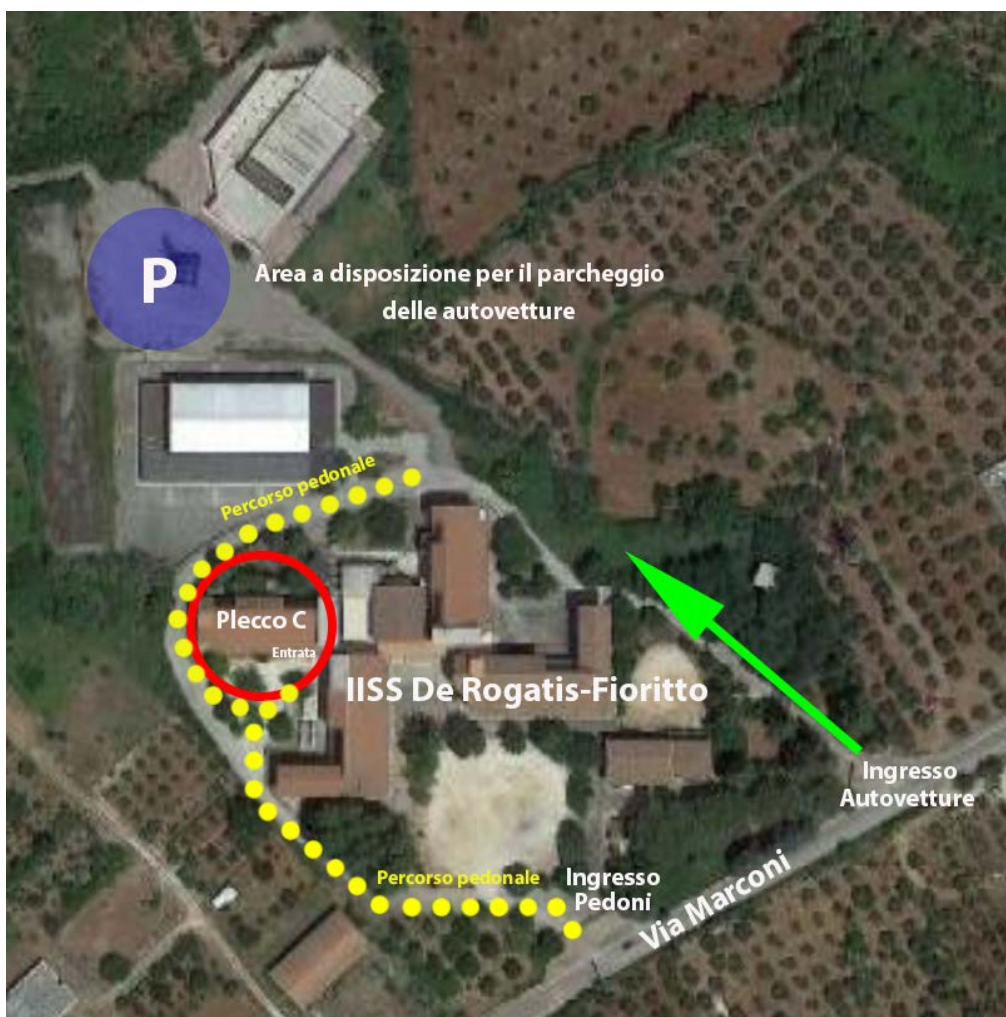 P
Area a disposizione per il parcheggio
delle autovetture
Percorso pedonale
Plecco C
Entrata
IISS De Rogatis-Fioritto
Ingresso
Autovetture
Percorso pedonale
Ingresso
Pedoni
Via Marconi